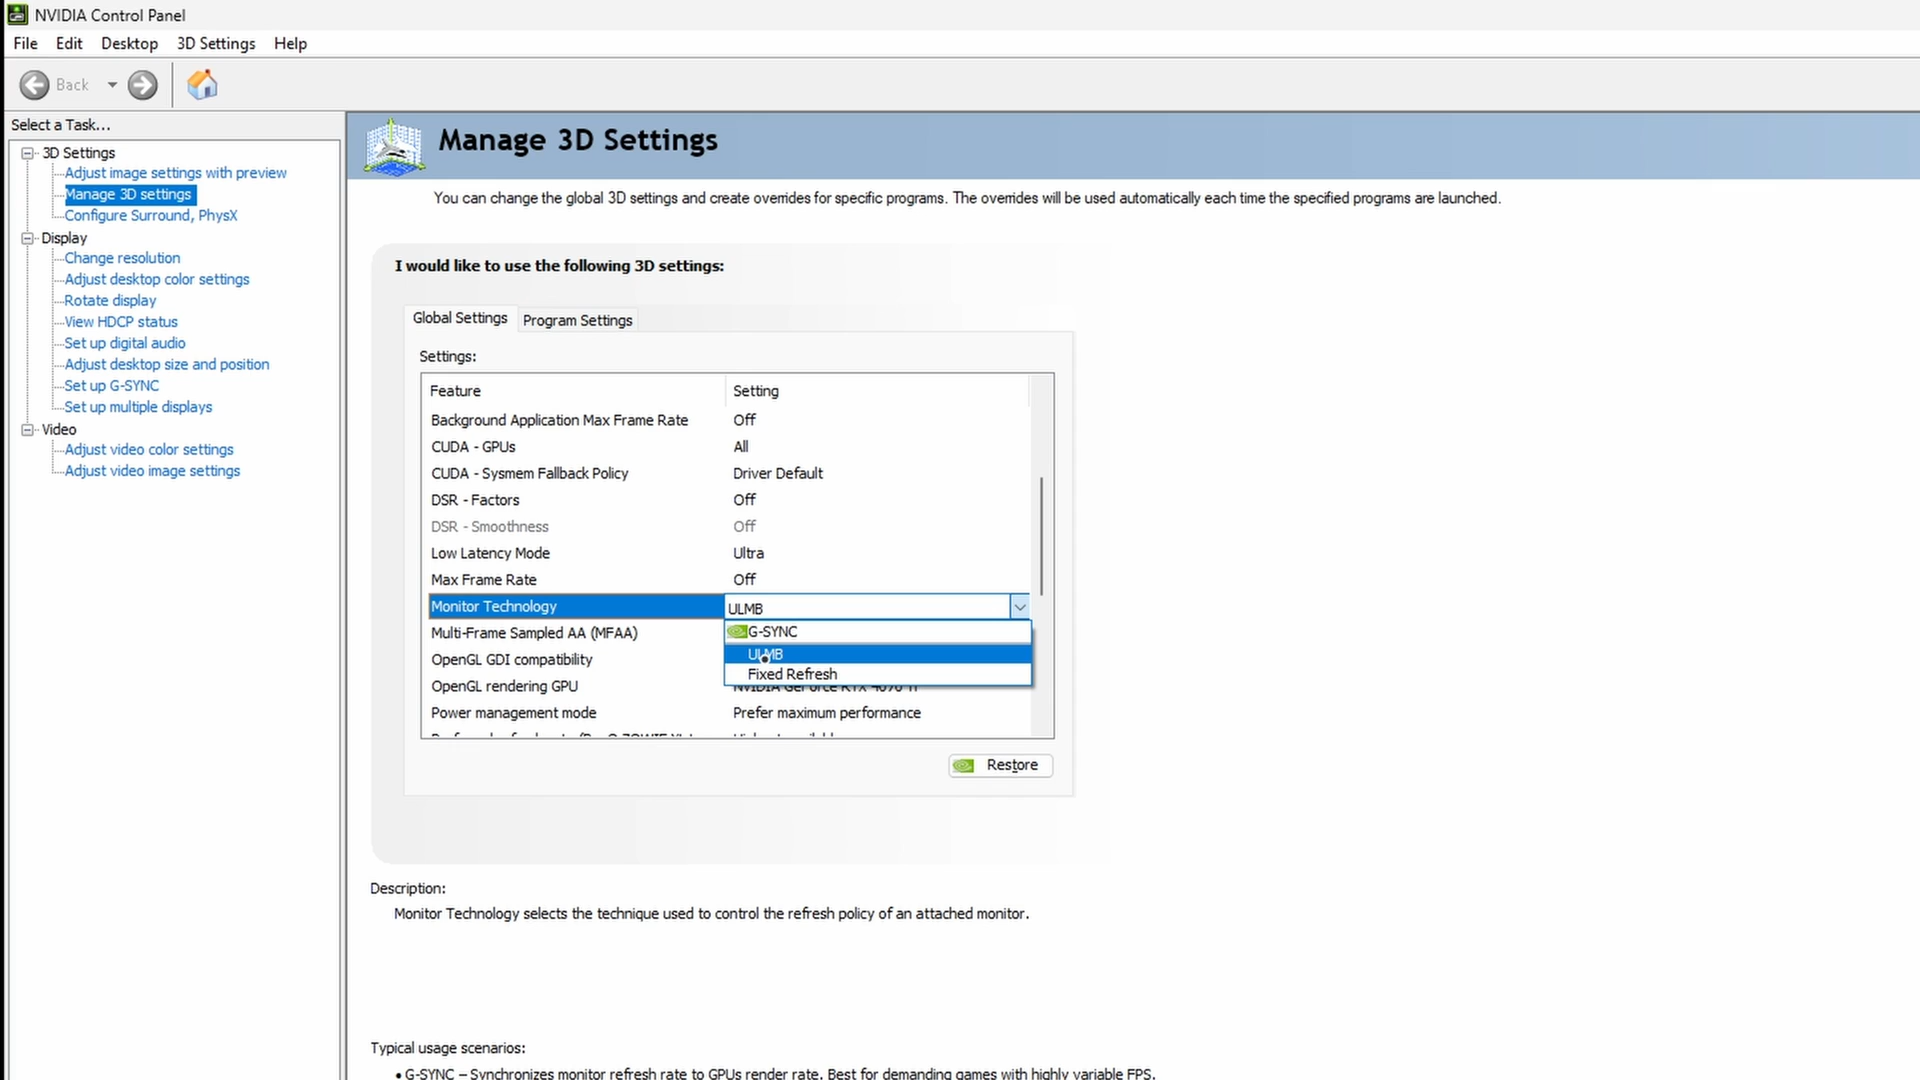 NVIDIA Control Panel
File Edit Desktop 3D Settings Help
Back
Select a Task...
3D Settings
Adjust image settings with preview
Manage 3D settings
Configure Surround, PhysX
Display
Change resolution
Adjust desktop color settings
Rotate display
View HDCP status
Set up digital audio
Adjust desktop size and position
Set up G-SYNC
Set up multiple displays
Video
Adjust video color settings
Adjust video image settings
Manage 3D Settings
You can change the global 3D settings and create overrides for specific programs. The overrides will be used automatically each time the specified programs are launched.
I would like to use the following 3D settings:
Global Settings Program Settings
Settings:
Feature Setting
Background Application Max Frame Rate Off
CUDA - GPUs All
CUDA - Sysmem Fallback Policy Driver Default
DSR - Factors Off
DSR - Smoothness Off
Low Latency Mode Ultra
Max Frame Rate Off
Monitor Technology ULMB
G-SYNC
Multi-Frame Sampled AA (MFAA)
ULMB
OpenGL GDI compatibility
Fixed Refresh
OpenGL rendering GPU NVIDIA GeForce RTX 4070 Ti
Power management mode Prefer maximum performance
Restore
Description:
Monitor Technology selects the technique used to control the refresh policy of an attached monitor.
Typical usage scenarios:
• G-SYNC – Synchronizes monitor refresh rate to GPUs render rate. Best for demanding games with highly variable FPS.